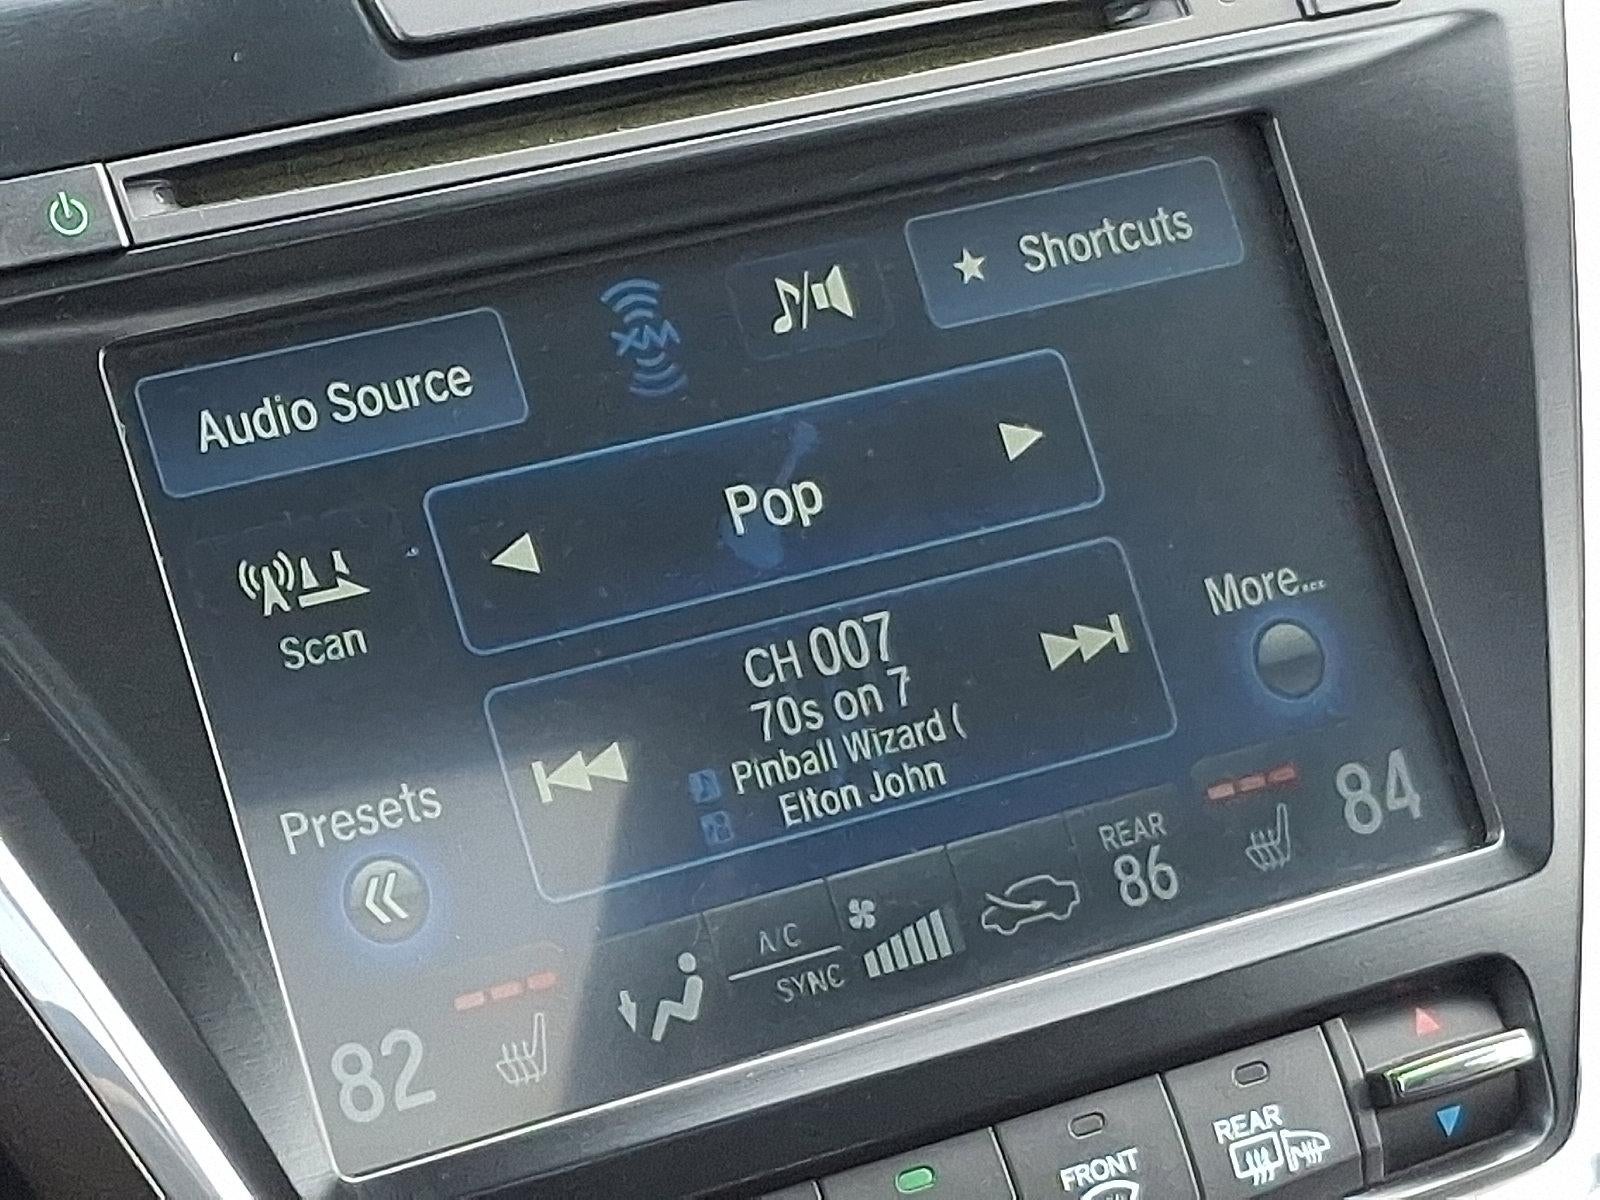 Shortcuts
XM
Audio Source
Pop
Scan
More...
CH 007
70s on 7
Pinball Wizard (
Elton John
Presets
84
REAR
86
A/C
SYNC
82
REAR
FRONT